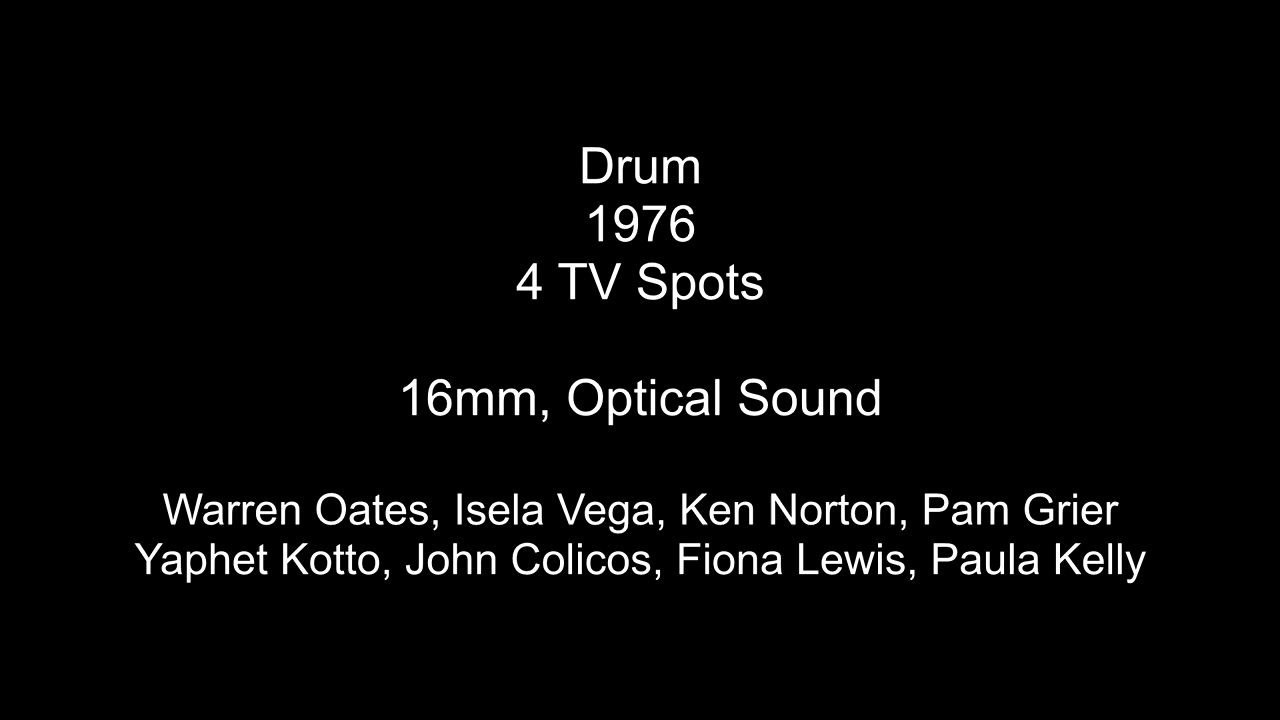 Drum
1976
4 TV Spots
16mm, Optical Sound
Warren Oates, Isela Vega, Ken Norton, Pam Grier
Yaphet Kotto, John Colicos, Fiona Lewis, Paula Kelly